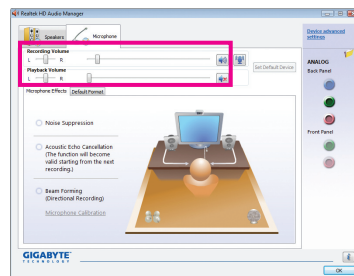 Realtek HD Audio Manager
Speakers
Microphone
Device advanced settings
Recording Volume
L R
Playback Volume
L R
Set Default Device
ANALOG
Back Panel
Microphone Effects Default Format
Noise Suppression
Acoustic Echo Cancellation
(The function will become
valid starting from the next
recording.)
Front Panel
Beam Forming
(Directional Recording)
Microphone Calibration
GIGABYTE
TECHNOLOGY
i
OK